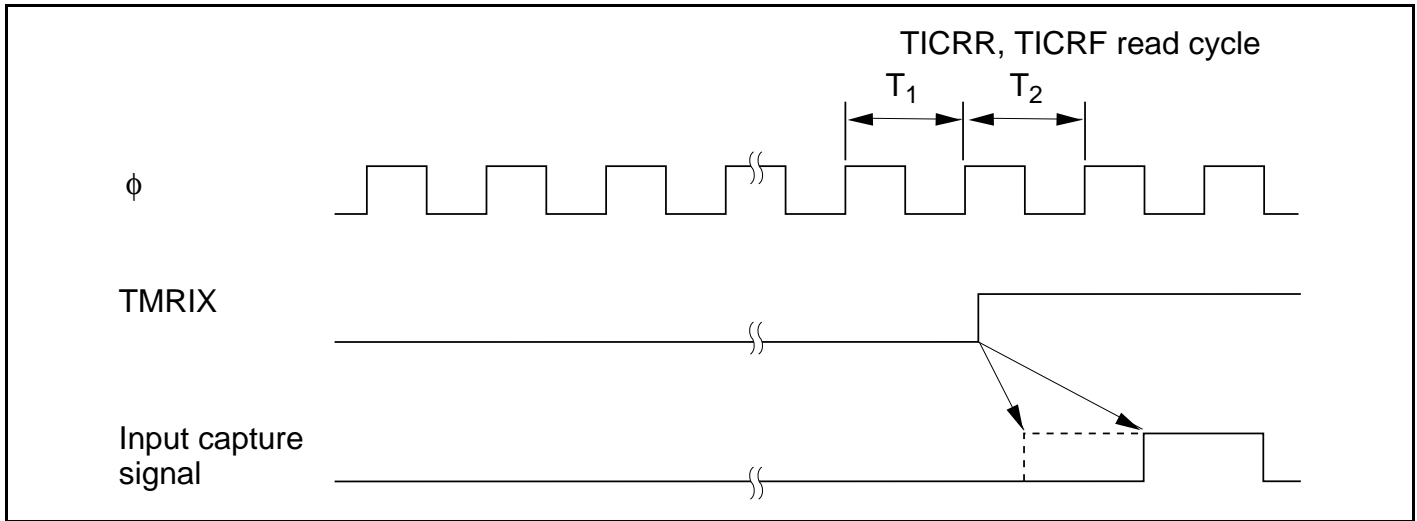 TICRR, TICRF read cycle
T1 T2
ϕ
TMRIX
Input capture
signal